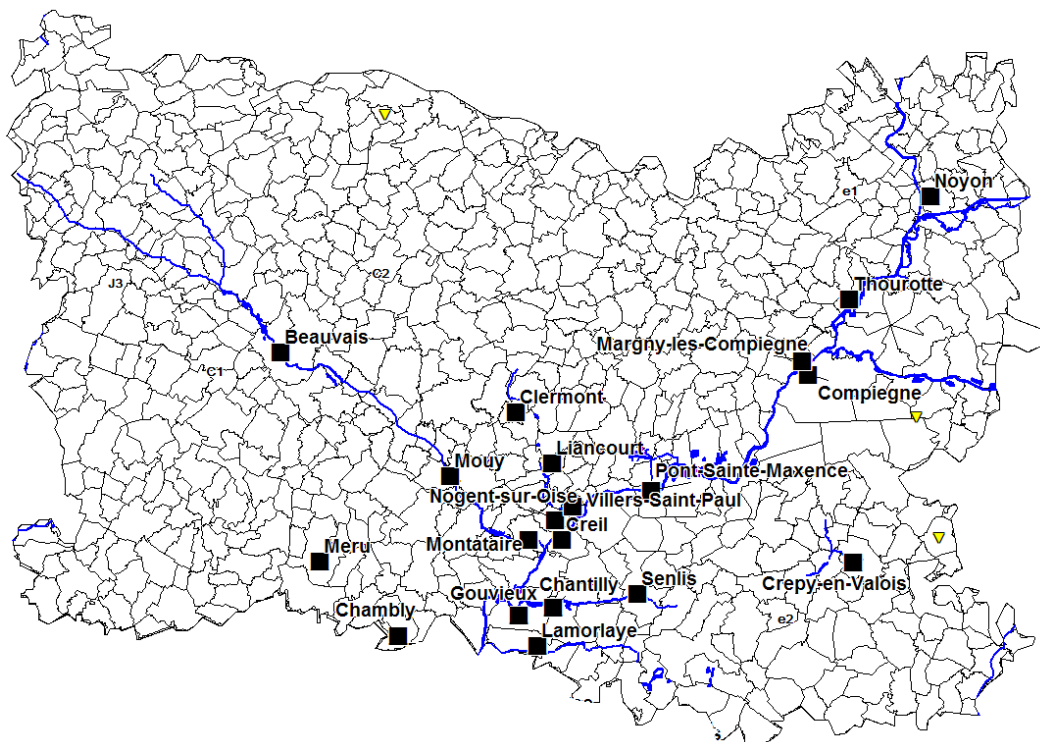 e1
Noyon
C2
J3
Thourotte
Beauvais
Margny-les-Compiegne
C1
Compiegne
Clermont
Liancourt
Mouy
Pont-Sainte-Maxence
Nogent-sur-Oise
Villers-Saint-Paul
Creil
Montataire
Meru
Chantilly
Senlis
Crepy-en-Valois
Gouvieux
Chambly
e2
Lamorlaye